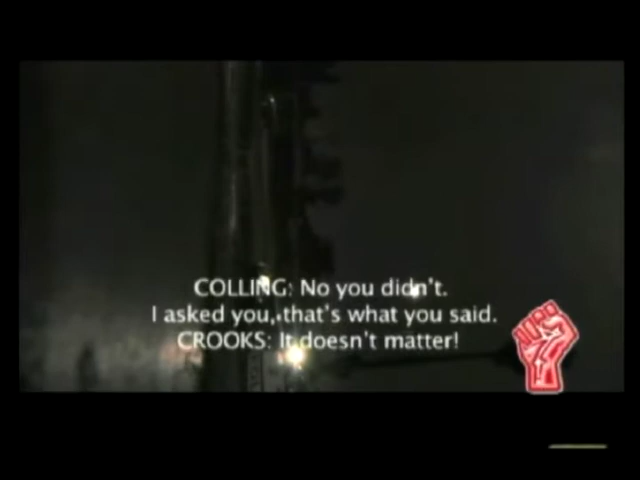 COLLING: No you didn't.
I asked you, that's what you said.
CROOKS: It doesn't matter!